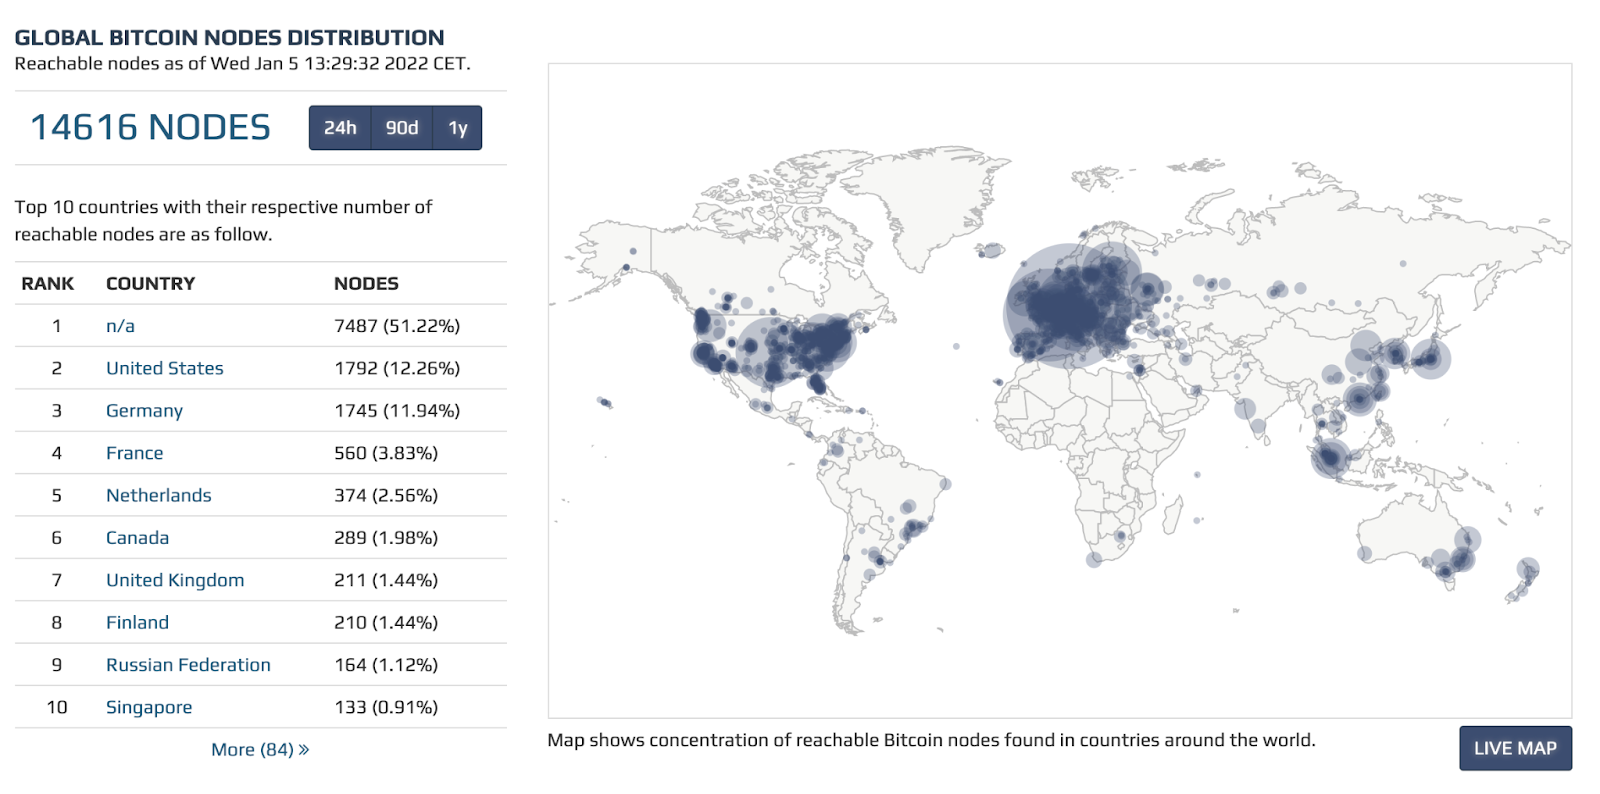 GLOBAL BITCOIN NODES DISTRIBUTION
Reachable nodes as of Wed Jan 5 13:29:32 2022 CET.
14616 NODES 24h 90d 1y
Top 10 countries with their respective number of
reachable nodes are as follow.
RANK COUNTRY NODES
1 n/a 7487 (51.22%)
2 United States 1792 (12.26%)
3 Germany 1745 (11.94%)
4 France 560 (3.83%)
5 Netherlands 374 (2.56%)
6 Canada 289 (1.98%)
7 United Kingdom 211 (1.44%)
8 Finland 210 (1.44%)
9 Russian Federation 164 (1.12%)
10 Singapore 133 (0.91%)
More (84) »
Map shows concentration of reachable Bitcoin nodes found in countries around the world.
LIVE MAP